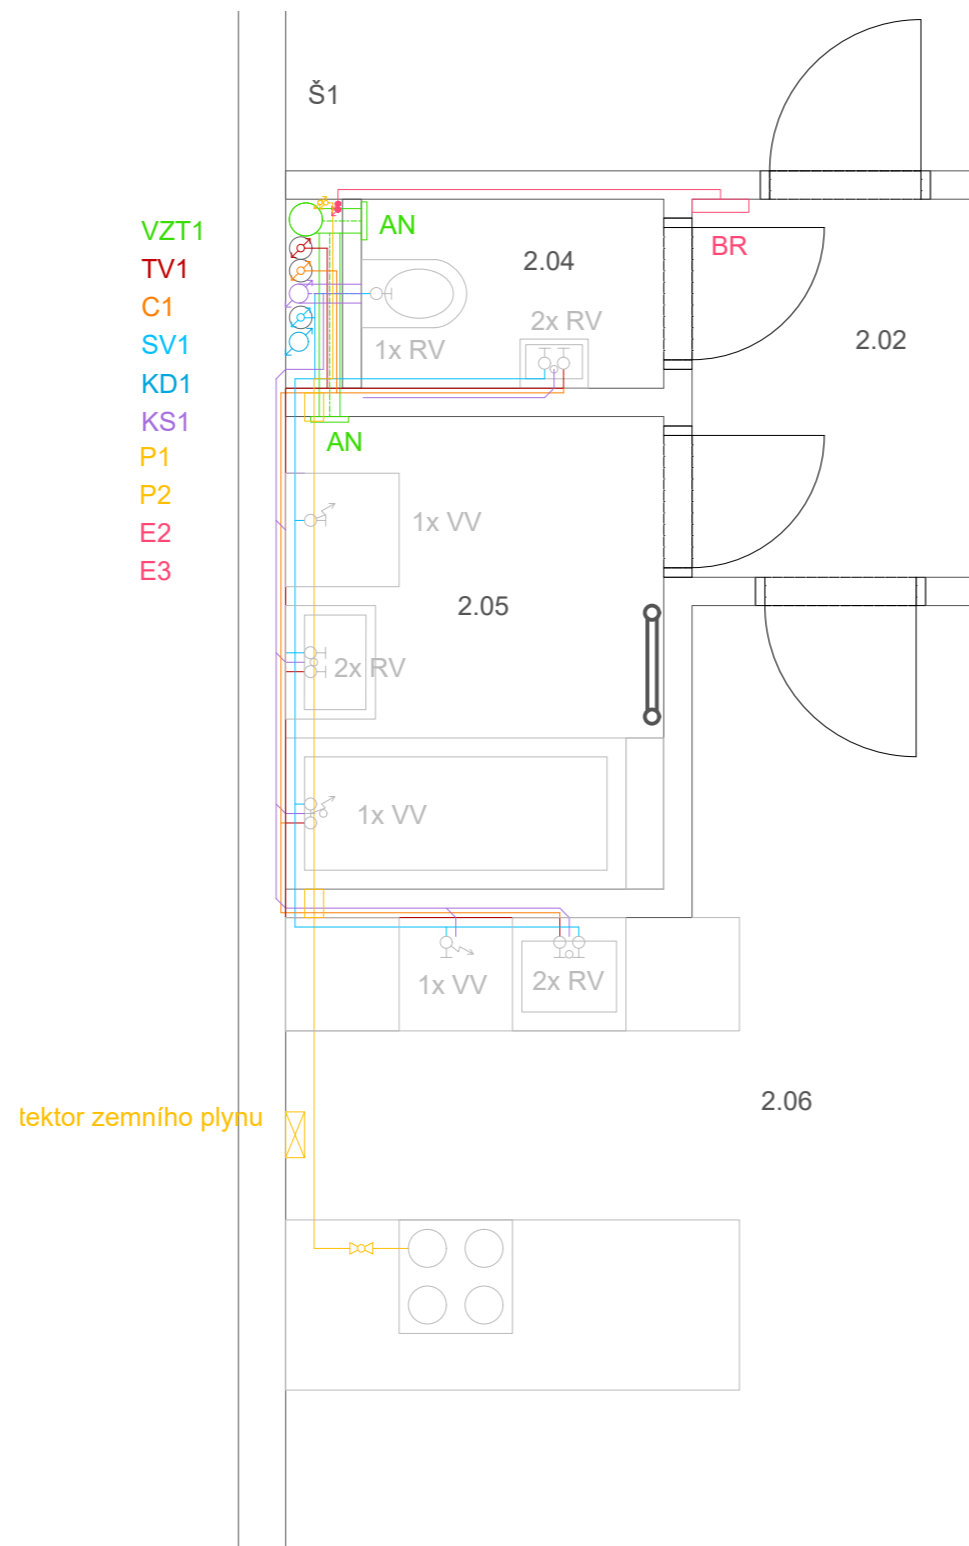 Š1
VZT1
TV1
C1
SV1
KD1
KS1
P1
P2
E2
E3
AN
2.04
BR
2x RV
1x RV
2.02
AN
1x VV
2.05
2x RV
1x VV
1x VV
2x RV
2.06
tektor zemního plynu